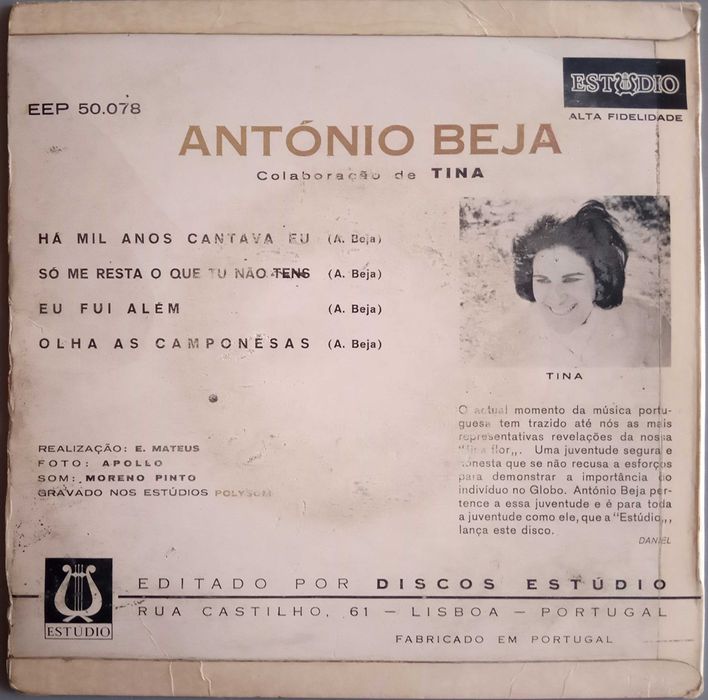 ESTÚDIO
EEP 50.078
ALTA FIDELIDADE
ANTÓNIO BEJA
Colaboração de TINA
HÁ MIL ANOS CANTAVA EU (A. Beja)
SÓ ME RESTA O QUE TU NÃO TENS (A. Beja)
EU FUI ALÉM (A. Beja)
OLHA AS CAMPONESAS (A. Beja)
TINA
O actual momento da música portu-
guesa tem trazido até nós as mais
representativas revelações da nossa
"fina flor„. Uma juventude segura e
honesta que se não recusa a esforços
para demonstrar a importância do
indivíduo no Globo. António Beja per-
tence a essa juventude e é para toda
a juventude como ele, que a "Estúdio„,
lança este disco.
DANIEL
REALIZAÇÃO: E. MATEUS
FOTO: APOLLO
SOM: MORENO PINTO
GRAVADO NOS ESTÚDIOS POLYSOM
ESTÚDIO
EDITADO POR DISCOS ESTÚDIO
RUA CASTILHO, 61 – LISBOA – PORTUGAL
FABRICADO EM PORTUGAL